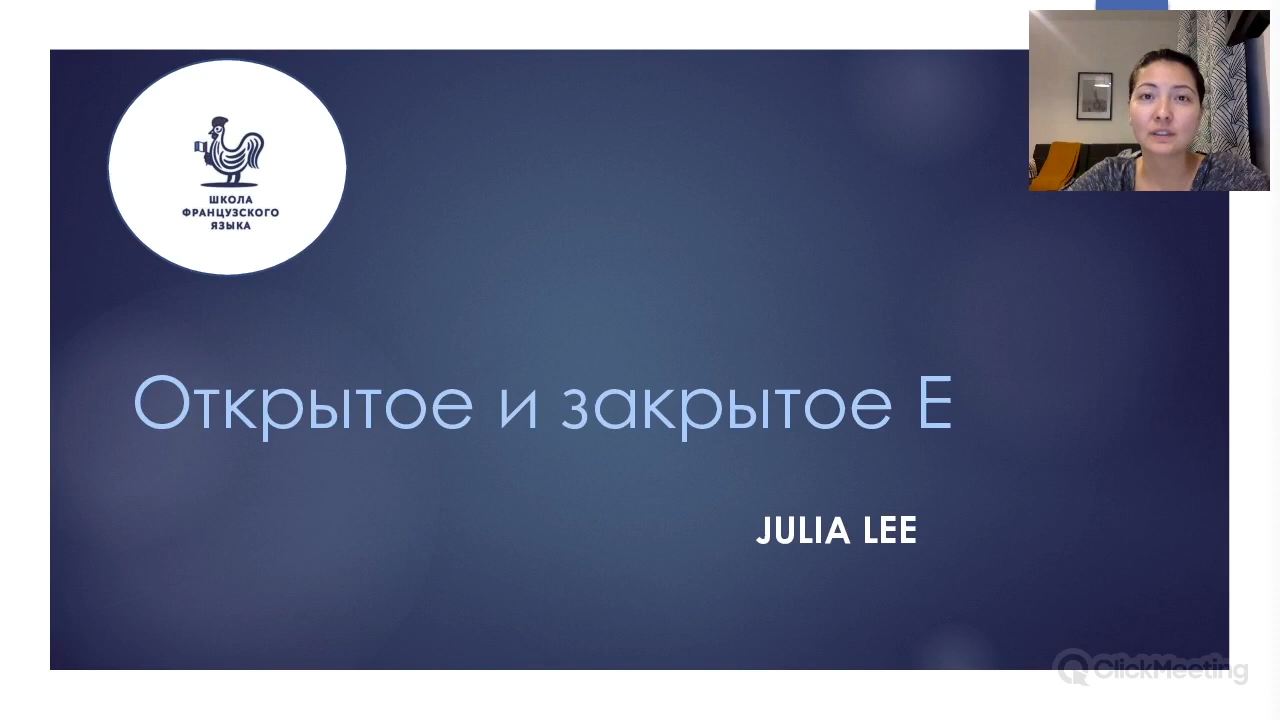 ШКОЛА
ФРАНЦУЗСКОГО
ЯЗЫКА
Открытое и закрытое Е
JULIA LEE
ClickMeeting